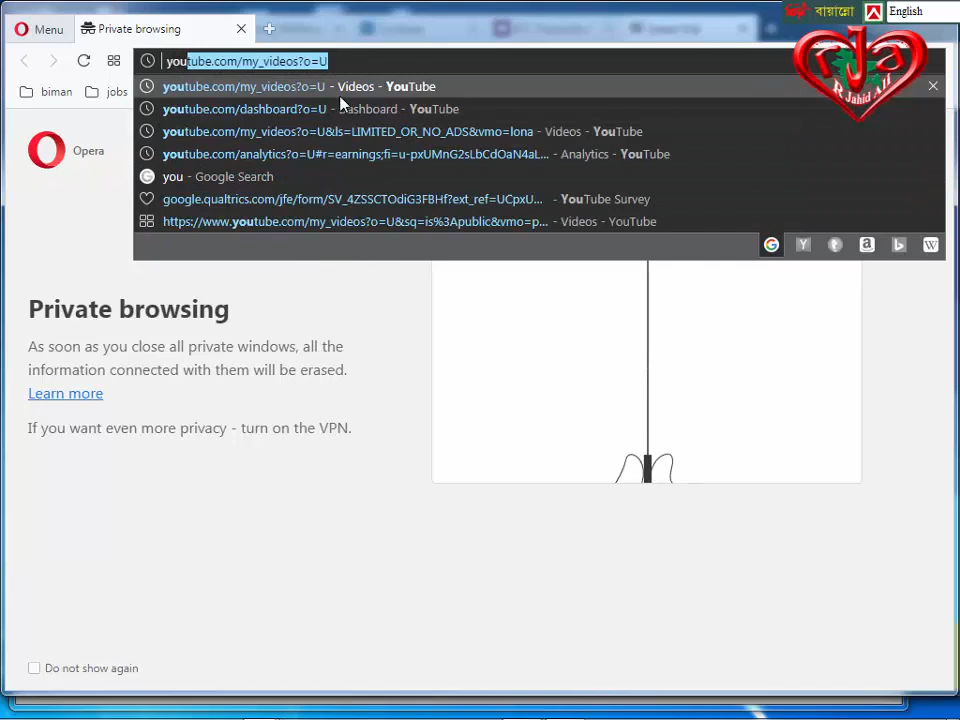 বায়ান্নো
English
Menu
Private browsing
youtube.com/my_videos?o=U
biman
jobs
youtube.com/my_videos?o=U - Videos - YouTube
youtube.com/dashboard?o=U - Dashboard - YouTube
youtube.com/my_videos?o=U&ls=LIMITED_OR_NO_ADS&vmo=lona - Videos - YouTube
youtube.com/analytics?o=U#r=earnings;fi=u-pxUMnG2sLbCdOaN4aL... - Analytics - YouTube
you - Google Search
google.qualtrics.com/jfe/form/SV_4ZSSCTOdiG3FBHf?ext_ref=UCpxU... - YouTube Survey
https://www.youtube.com/my_videos?o=U&sq=is%3Apublic&vmo=p... - Videos - YouTube
rja
R Jahid Ali
Opera
Private browsing
As soon as you close all private windows, all the
information connected with them will be erased.
Learn more
If you want even more privacy - turn on the VPN.
Do not show again